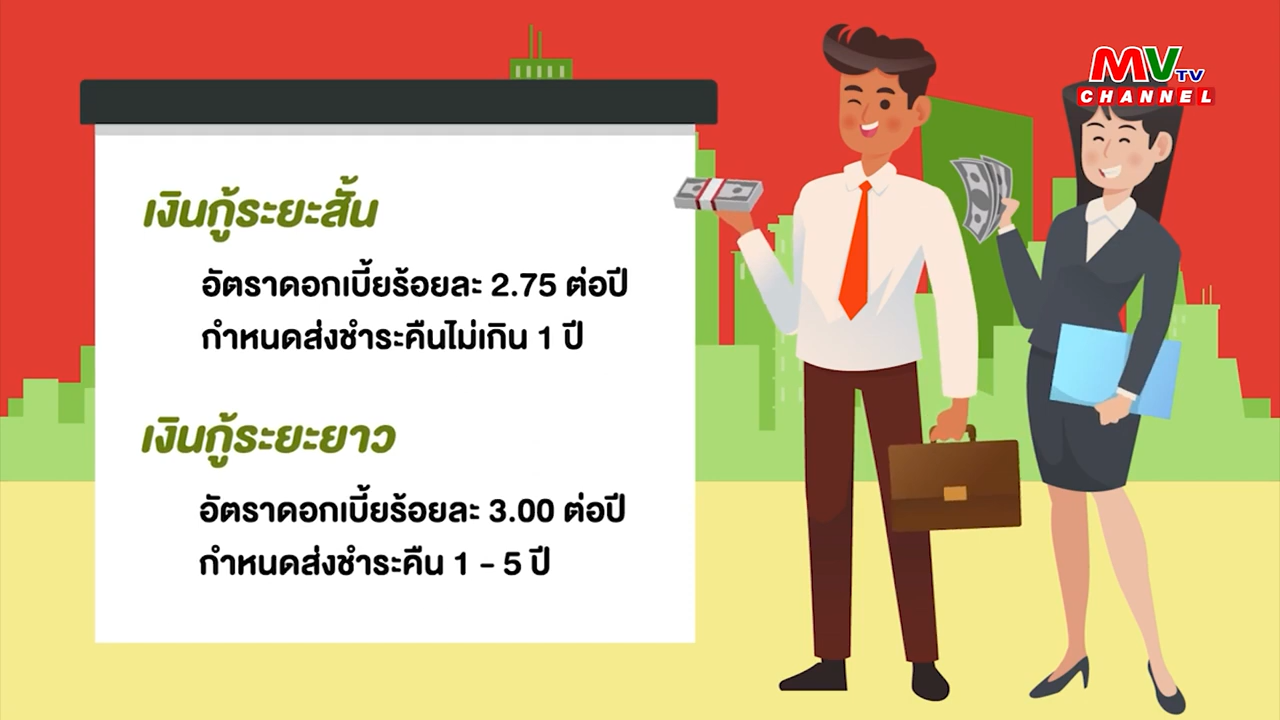 MVTV
CHANNEL
เงินกู้ระยะสั้น
อัตราดอกเบี้ยร้อยละ 2.75 ต่อปี
กำหนดส่งชำระคืนไม่เกิน 1 ปี
เงินกู้ระยะยาว
อัตราดอกเบี้ยร้อยละ 3.00 ต่อปี
กำหนดส่งชำระคืน 1 - 5 ปี